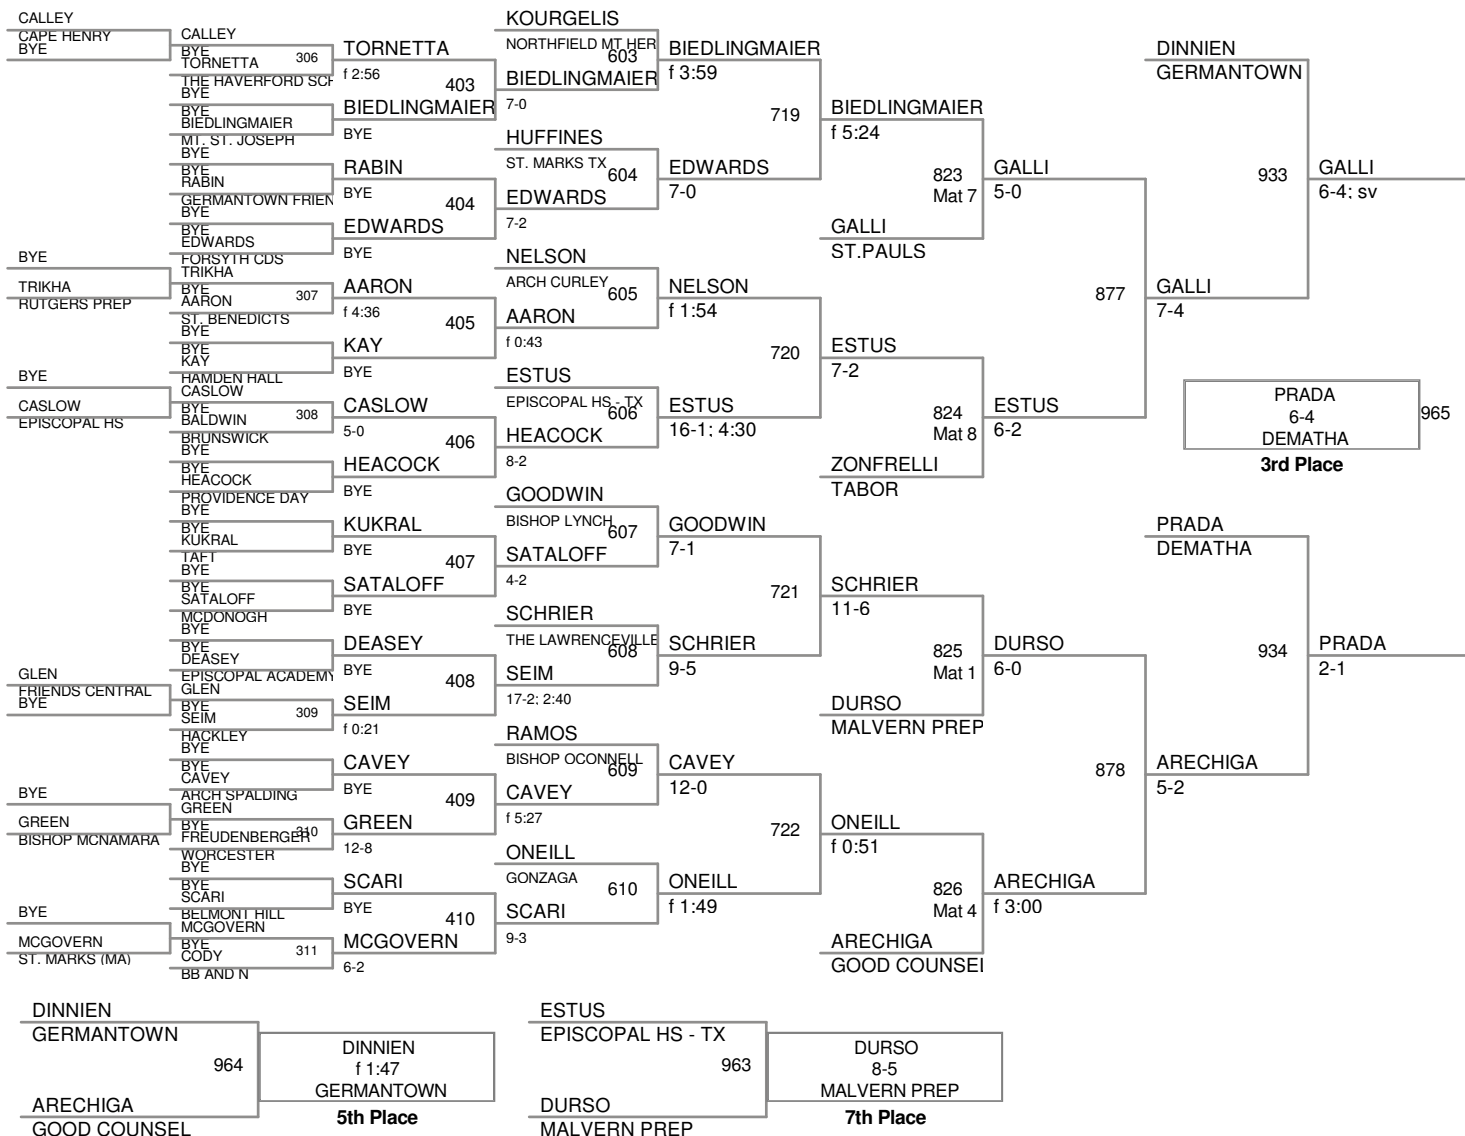 CALLEY
CAPE HENRY
BYE
BYE
TRIKHA
RUTGERS PREP
BYE
CASLOW
EPISCOPAL HS
GLEN
FRIENDS CENTRAL
BYE
BYE
GREEN
BISHOP MCNAMARA
BYE
MCGOVERN
ST. MARKS (MA)
CALLEY
BYE
TORNETTA
306
THE HAVERFORD SCH
BYE
BYE
BIEDLINGMAIER
MT. ST. JOSEPH
BYE
BYE
RABIN
GERMANTOWN FRIEN
BYE
BYE
EDWARDS
FORSYTH CDS
TRIKHA
BYE
AARON
307
ST. BENEDICTS
BYE
BYE
KAY
HAMDEN HALL
CASLOW
BYE
BALDWIN
308
BRUNSWICK
BYE
BYE
HEACOCK
PROVIDENCE DAY
BYE
BYE
KUKRAL
TAFT
BYE
BYE
SATALOFF
MCDONOGH
BYE
BYE
DEASEY
EPISCOPAL ACADEMY
GLEN
BYE
SEIM
309
HACKLEY
BYE
BYE
CAVEY
ARCH SPALDING
GREEN
BYE
FREUDENBERGER
310
WORCESTER
BYE
BYE
SCARI
BELMONT HILL
MCGOVERN
BYE
CODY
311
BB AND N
TORNETTA
f 2:56
403
BIEDLINGMAIER
BYE
RABIN
BYE
404
EDWARDS
BYE
AARON
f 4:36
405
KAY
BYE
CASLOW
5-0
406
HEACOCK
BYE
KUKRAL
BYE
407
SATALOFF
BYE
DEASEY
BYE
408
SEIM
f 0:21
CAVEY
BYE
409
GREEN
12-8
SCARI
BYE
410
MCGOVERN
6-2
KOURGELIS
NORTHFIELD MT HER
603
BIEDLINGMAIER
7-0
HUFFINES
ST. MARKS TX
604
EDWARDS
7-2
NELSON
ARCH CURLEY
605
AARON
f 0:43
ESTUS
EPISCOPAL HS - TX
606
HEACOCK
8-2
GOODWIN
BISHOP LYNCH
607
SATALOFF
4-2
SCHRIER
THE LAWRENCEVILLE
608
SEIM
17-2; 2:40
RAMOS
BISHOP OCONNELL
609
CAVEY
f 5:27
ONEILL
GONZAGA
610
SCARI
9-3
BIEDLINGMAIER
f 3:59
719
EDWARDS
7-0
NELSON
f 1:54
720
ESTUS
16-1; 4:30
GOODWIN
7-1
721
SCHRIER
9-5
CAVEY
12-0
722
ONEILL
f 1:49
BIEDLINGMAIER
f 5:24
823
Mat 7
GALLI
ST.PAULS
ESTUS
7-2
824
Mat 8
ZONFRELLI
TABOR
SCHRIER
11-6
825
Mat 1
DURSO
MALVERN PREP
ONEILL
f 0:51
826
Mat 4
ARECHIGA
GOOD COUNSEL
GALLI
5-0
877
ESTUS
6-2
DURSO
6-0
878
ARECHIGA
f 3:00
DINNIEN
GERMANTOWN
933
GALLI
7-4
PRADA
DEMATHA
934
ARECHIGA
5-2
GALLI
6-4; sv
PRADA
6-4
DEMATHA
965
3rd Place
PRADA
2-1
DINNIEN
GERMANTOWN
964
ARECHIGA
GOOD COUNSEL
DINNIEN
f 1:47
GERMANTOWN
5th Place
ESTUS
EPISCOPAL HS - TX
963
DURSO
MALVERN PREP
DURSO
8-5
MALVERN PREP
7th Place